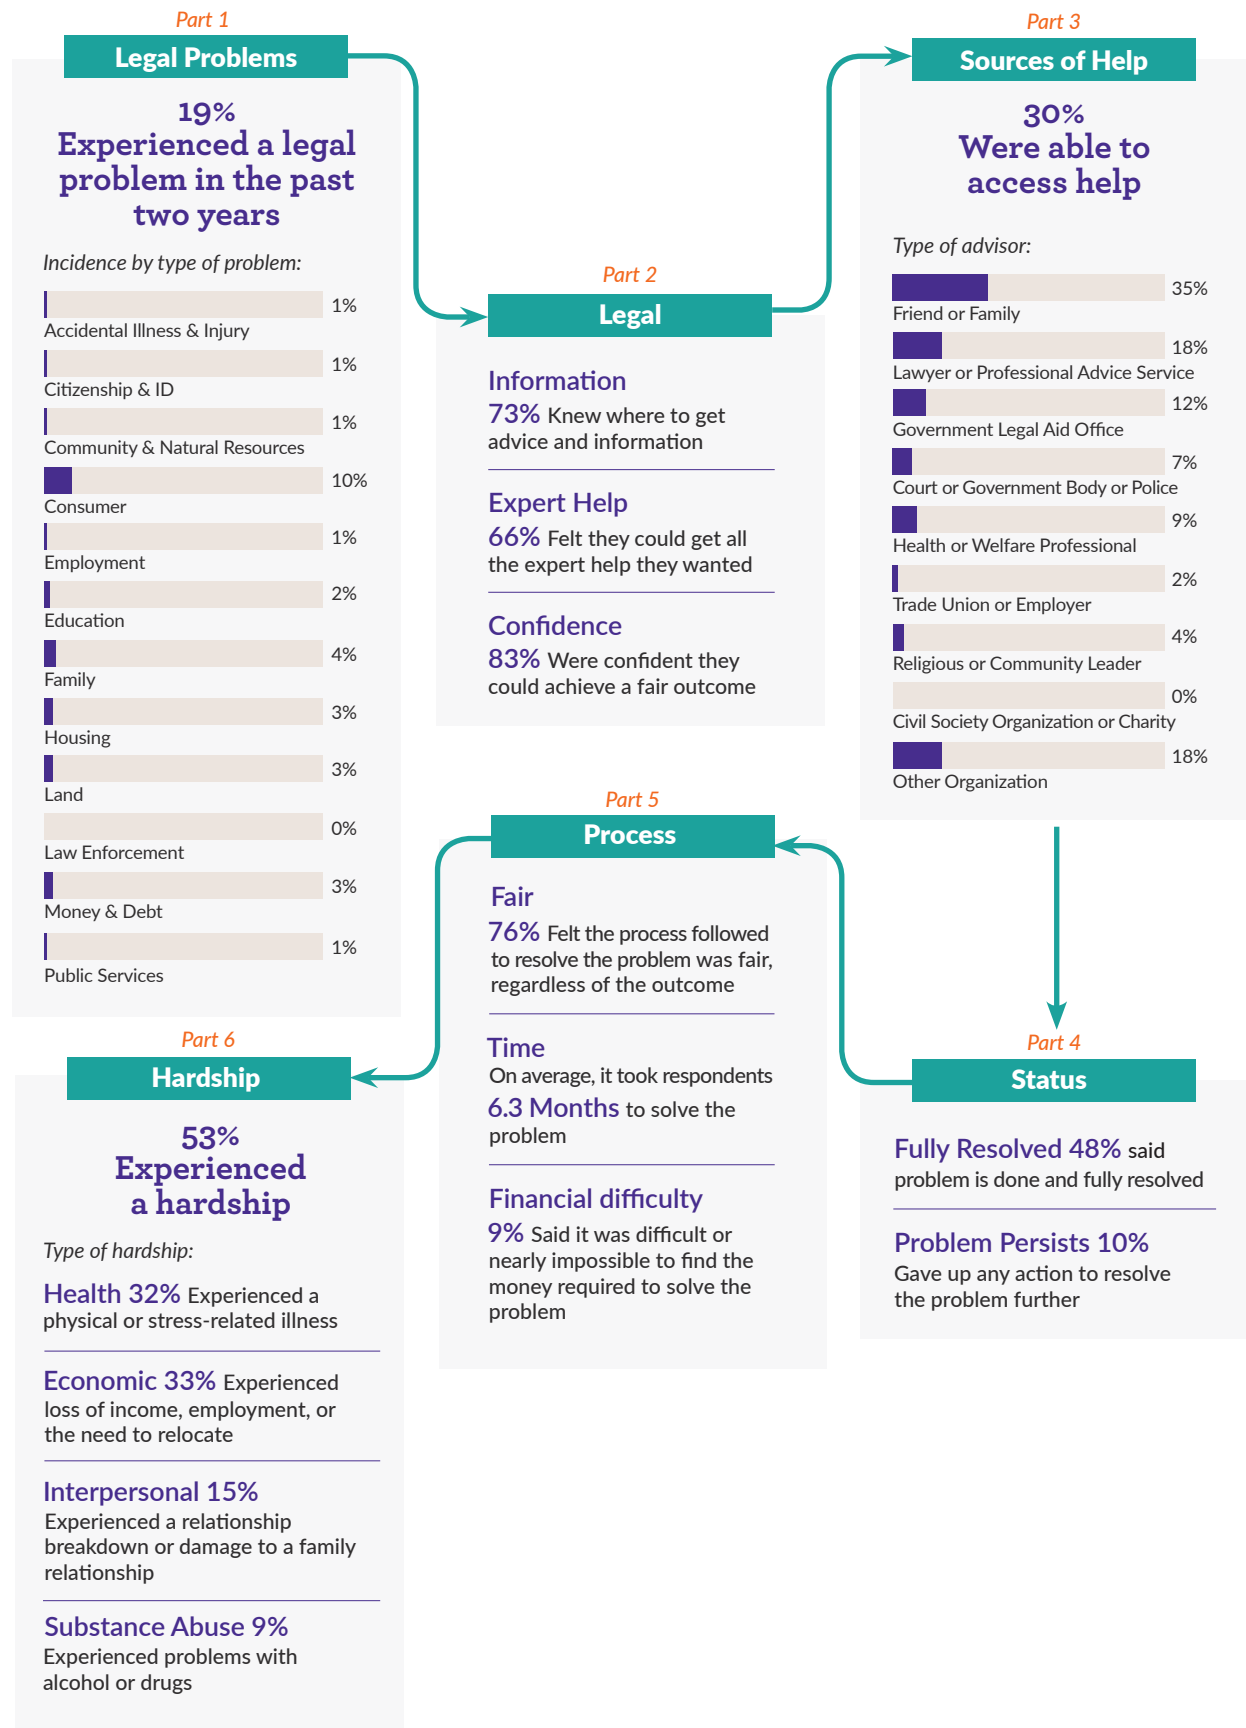 Part 1
Legal Problems
19%
Experienced a legal
problem in the past
two years
Incidence by type of problem:
1%
Accidental Illness & Injury
1%
Citizenship & ID
1%
Community & Natural Resources
10%
Consumer
1%
Employment
2%
Education
4%
Family
3%
Housing
3%
Land
0%
Law Enforcement
3%
Money & Debt
1%
Public Services
Part 2
Legal
Information
73% Knew where to get
advice and information
Expert Help
66% Felt they could get all
the expert help they wanted
Confidence
83% Were confident they
could achieve a fair outcome
Part 3
Sources of Help
30%
Were able to
access help
Type of advisor:
35%
Friend or Family
18%
Lawyer or Professional Advice Service
12%
Government Legal Aid Office
7%
Court or Government Body or Police
9%
Health or Welfare Professional
2%
Trade Union or Employer
4%
Religious or Community Leader
0%
Civil Society Organization or Charity
18%
Other Organization
Part 4
Status
Fully Resolved 48% said
problem is done and fully resolved
Problem Persists 10%
Gave up any action to resolve
the problem further
Part 5
Process
Fair
76% Felt the process followed
to resolve the problem was fair,
regardless of the outcome
Time
On average, it took respondents
6.3 Months to solve the
problem
Financial difficulty
9% Said it was difficult or
nearly impossible to find the
money required to solve the
problem
Part 6
Hardship
53%
Experienced
a hardship
Type of hardship:
Health 32% Experienced a
physical or stress-related illness
Economic 33% Experienced
loss of income, employment, or
the need to relocate
Interpersonal 15%
Experienced a relationship
breakdown or damage to a family
relationship
Substance Abuse 9%
Experienced problems with
alcohol or drugs